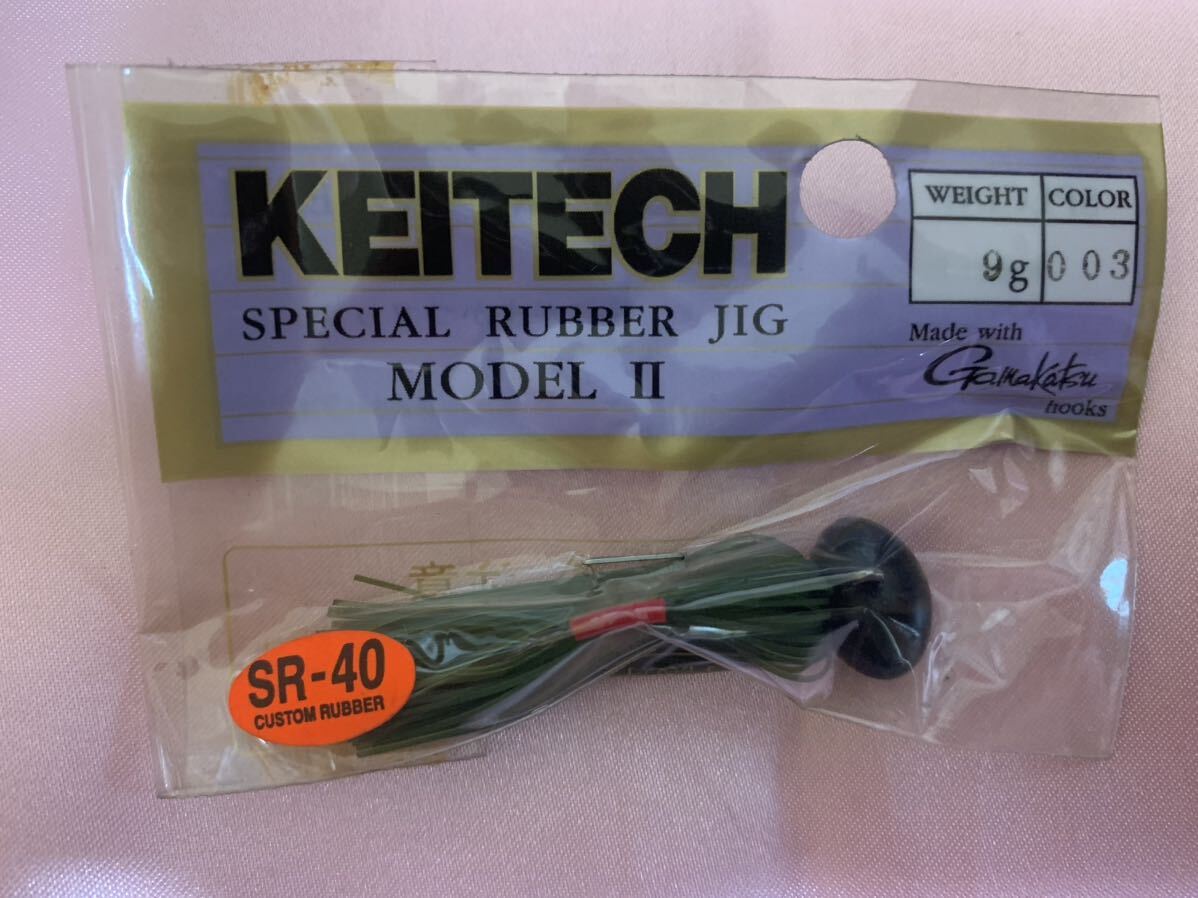 KEITECH
SPECIAL RUBBER JIG
MODEL II
WEIGHT COLOR
9g 003
Made with
Gamakatsu
hooks
SR-40
CUSTOM RUBBER